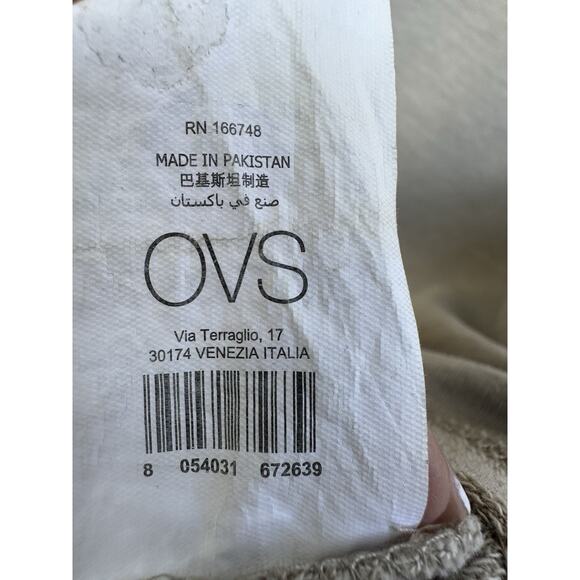 RN 166748
MADE IN PAKISTAN
巴基斯坦制造
صنع في باكستان
OVS
Via Terraglio, 17
30174 VENEZIA ITALIA
8 054031 672639